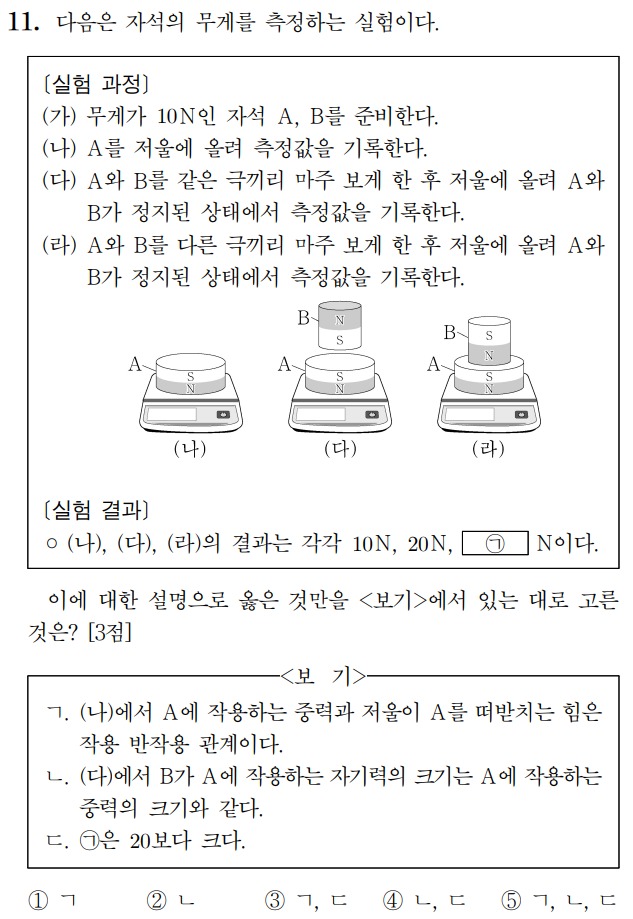 11. 다음은 자석의 무게를 측정하는 실험이다.
〔실험 과정〕
(가) 무게가 10N인 자석 A, B를 준비한다.
(나) A를 저울에 올려 측정값을 기록한다.
(다) A와 B를 같은 극끼리 마주 보게 한 후 저울에 올려 A와
B가 정지된 상태에서 측정값을 기록한다.
(라) A와 B를 다른 극끼리 마주 보게 한 후 저울에 올려 A와
B가 정지된 상태에서 측정값을 기록한다.
A S N (나)
B N S A S N (다)
B S N A S N (라)
〔실험 결과〕
○ (나), (다), (라)의 결과는 각각 10N, 20N, ㉠ N이다.
이에 대한 설명으로 옳은 것만을 <보기>에서 있는 대로 고른
것은? [3점]
<보 기>
ㄱ. (나)에서 A에 작용하는 중력과 저울이 A를 떠받치는 힘은
작용 반작용 관계이다.
ㄴ. (다)에서 B가 A에 작용하는 자기력의 크기는 A에 작용하는
중력의 크기와 같다.
ㄷ. ㉠은 20보다 크다.
① ㄱ ② ㄴ ③ ㄱ, ㄷ ④ ㄴ, ㄷ ⑤ ㄱ, ㄴ, ㄷ